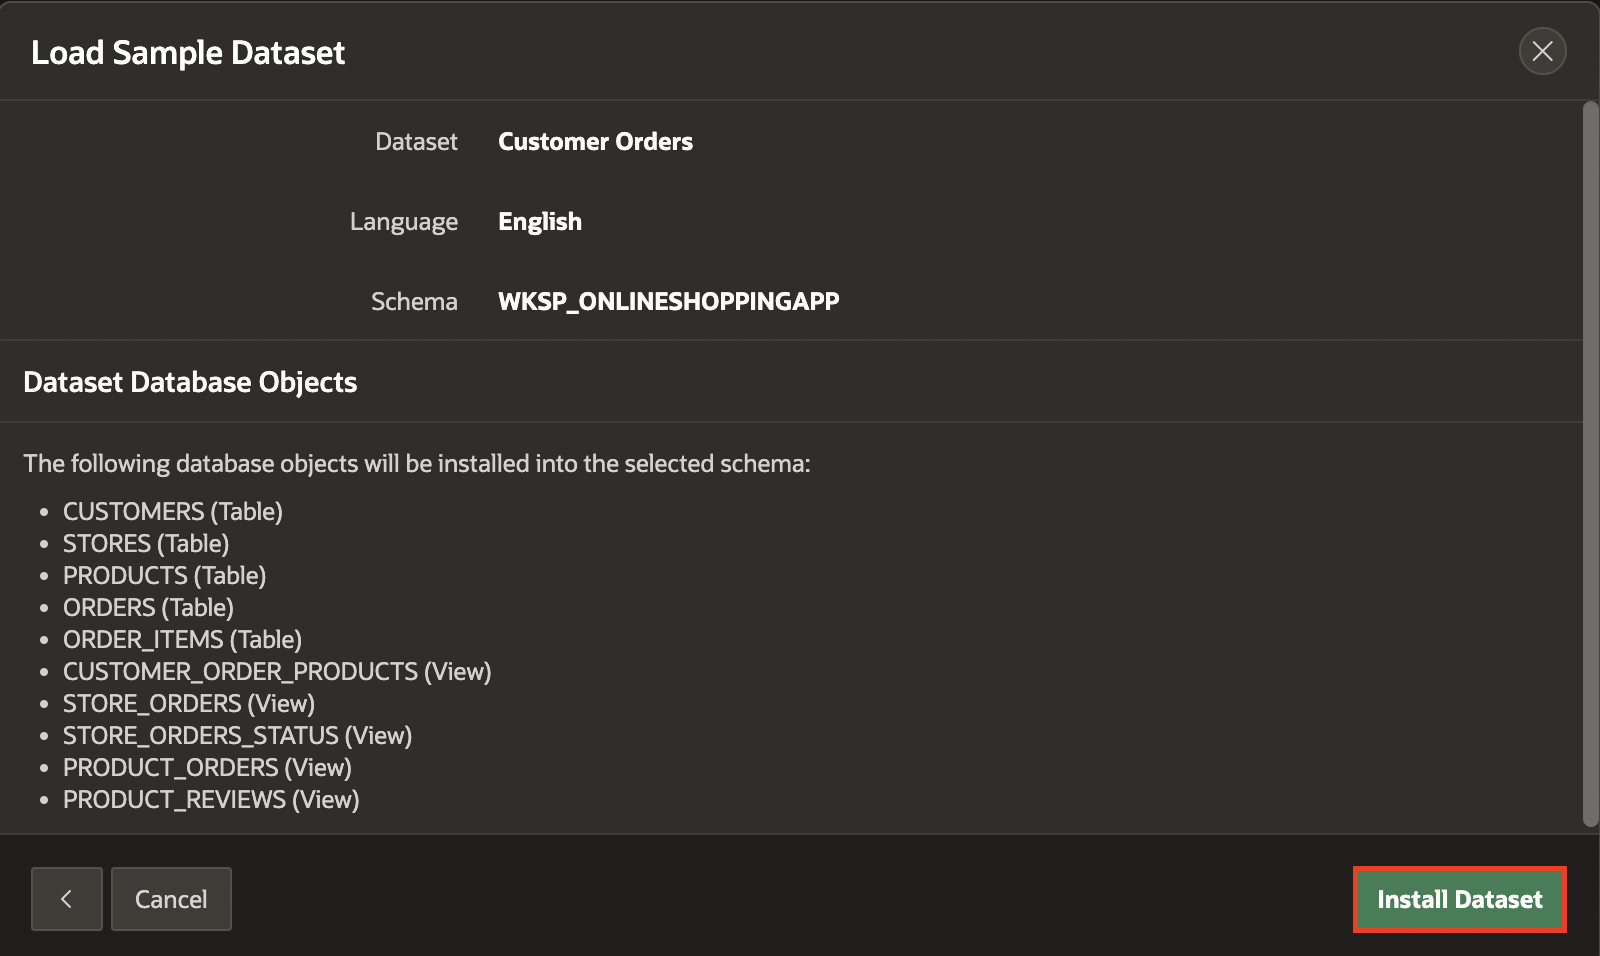 Load Sample Dataset
Dataset Customer Orders
Language English
Schema WKSP_ONLINESHOPPINGAPP
Dataset Database Objects
The following database objects will be installed into the selected schema:
• CUSTOMERS (Table)
• STORES (Table)
• PRODUCTS (Table)
• ORDERS (Table)
• ORDER_ITEMS (Table)
• CUSTOMER_ORDER_PRODUCTS (View)
• STORE_ORDERS (View)
• STORE_ORDERS_STATUS (View)
• PRODUCT_ORDERS (View)
• PRODUCT_REVIEWS (View)
Cancel Install Dataset